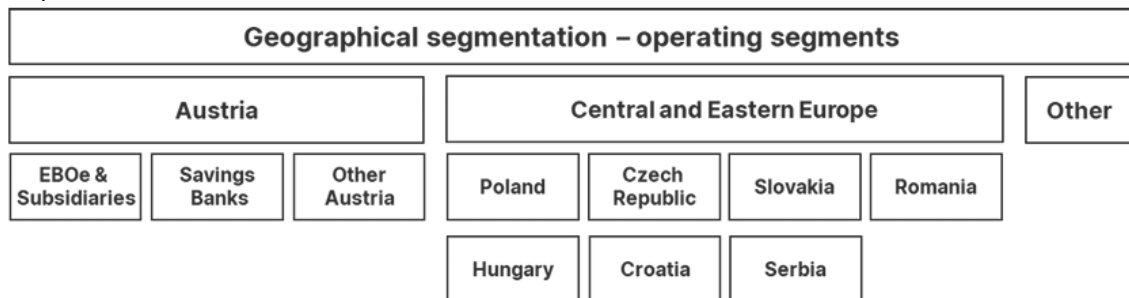 Geographical segmentation – operating segments
Austria
Central and Eastern Europe
Other
EBOe &
Subsidiaries
Savings
Banks
Other
Austria
Poland
Czech
Republic
Slovakia
Romania
Hungary
Croatia
Serbia